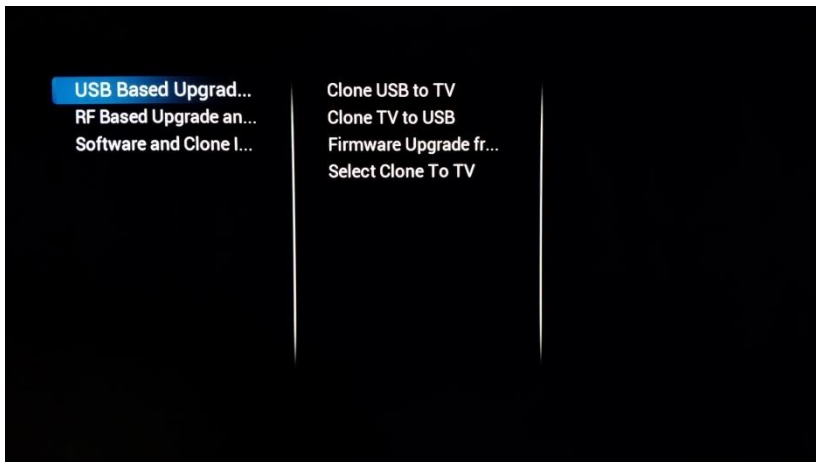 USB Based Upgrad...
RF Based Upgrade an...
Software and Clone I...
Clone USB to TV
Clone TV to USB
Firmware Upgrade fr...
Select Clone To TV